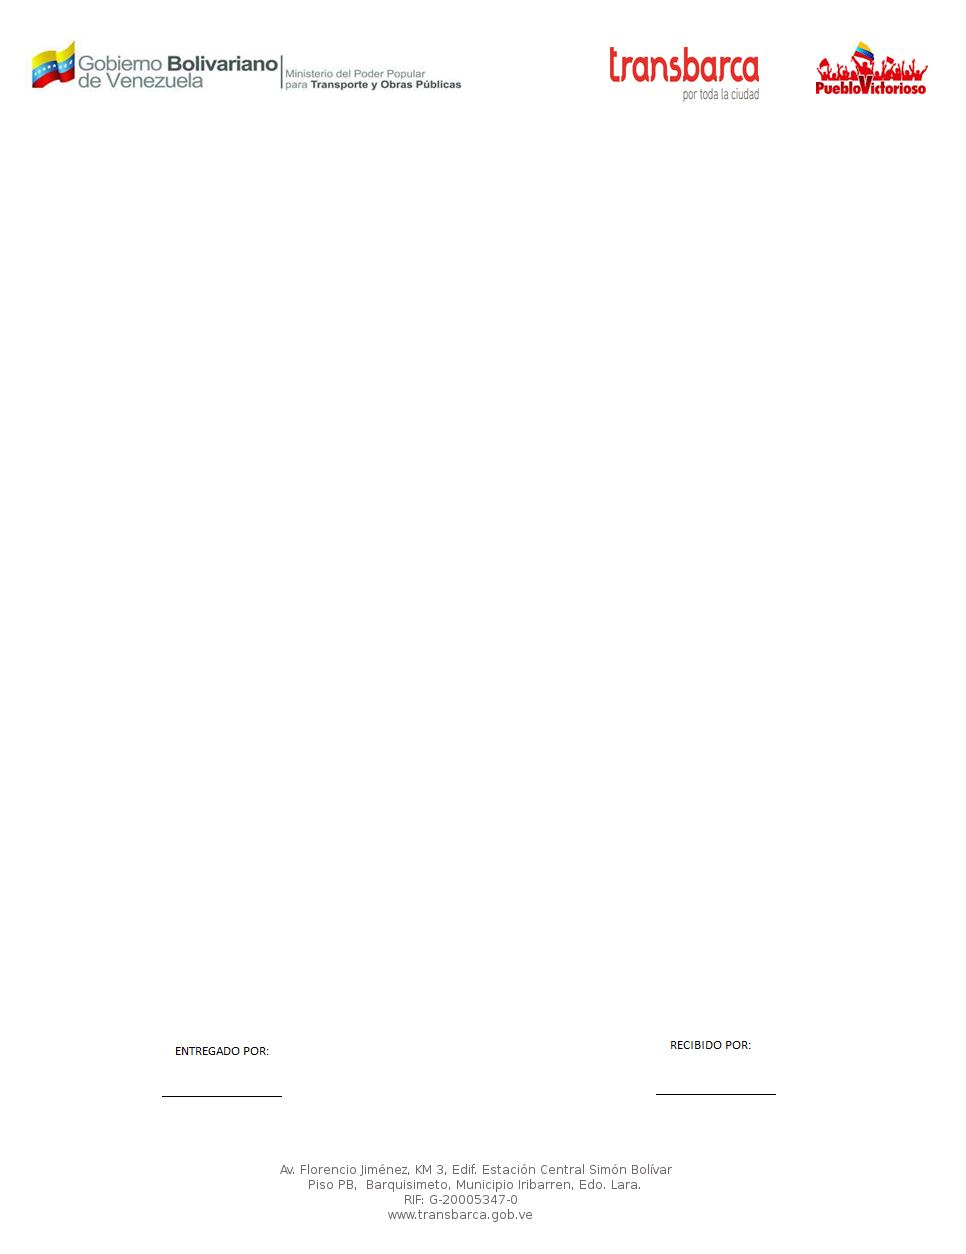 Gobierno Bolivariano
de Venezuela
Ministerio del Poder Popular
para Transporte y Obras Públicas
transbarca
por toda la ciudad
PuebloVictorioso
ENTREGADO POR:
RECIBIDO POR:
Av. Florencio Jiménez, KM 3, Edif. Estación Central Simón Bolívar
Piso PB, Barquisimeto, Municipio Iribarren, Edo. Lara.
RIF: G-20005347-0
www.transbarca.gob.ve